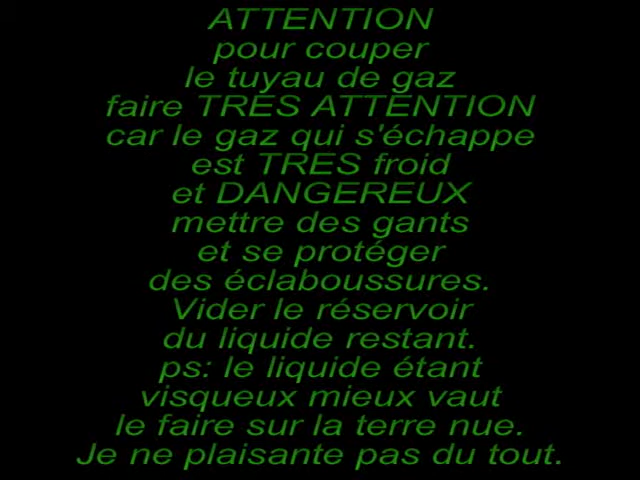 ATTENTION
pour couper
le tuyau de gaz
faire TRES ATTENTION
car le gaz qui s'échappe
est TRES froid
et DANGEREUX
mettre des gants
et se protéger
des éclaboussures.
Vider le réservoir
du liquide restant.
ps: le liquide étant
visqueux mieux vaut
le faire sur la terre nue.
Je ne plaisante pas du tout.